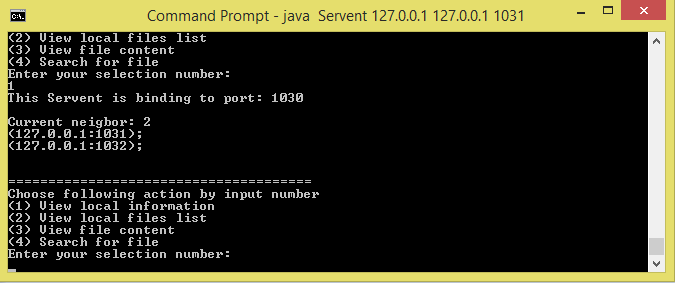 Command Prompt - java  Servent 127.0.0.1 127.0.0.1 1031
(2) View local files list
(3) View file content
(4) Search for file
Enter your selection number:
1
This Servent is binding to port: 1030
Current neigbor: 2
(127.0.0.1:1031);
(127.0.0.1:1032);
======================================
Choose following action by input number
(1) View local information
(2) View local files list
(3) View file content
(4) Search for file
Enter your selection number: